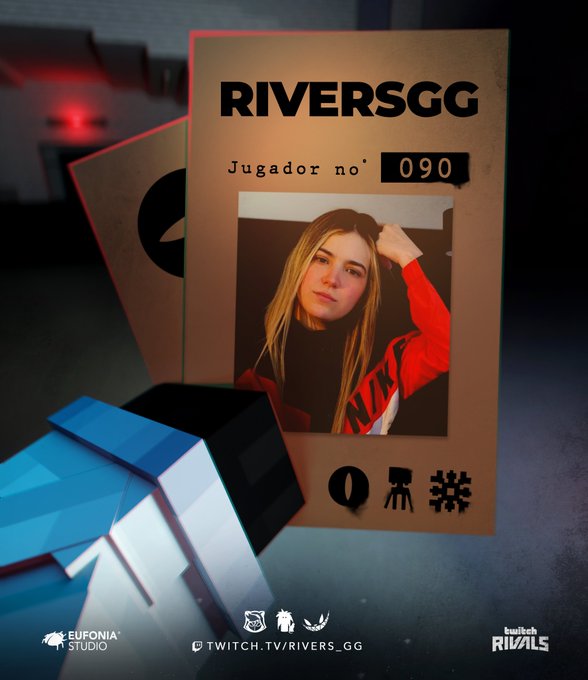 RIVERSGG
Jugador no° 090
NIKE
EUFONIA®
STUDIO
TWITCH.TV/RIVERS_GG
twitch
RIVALS